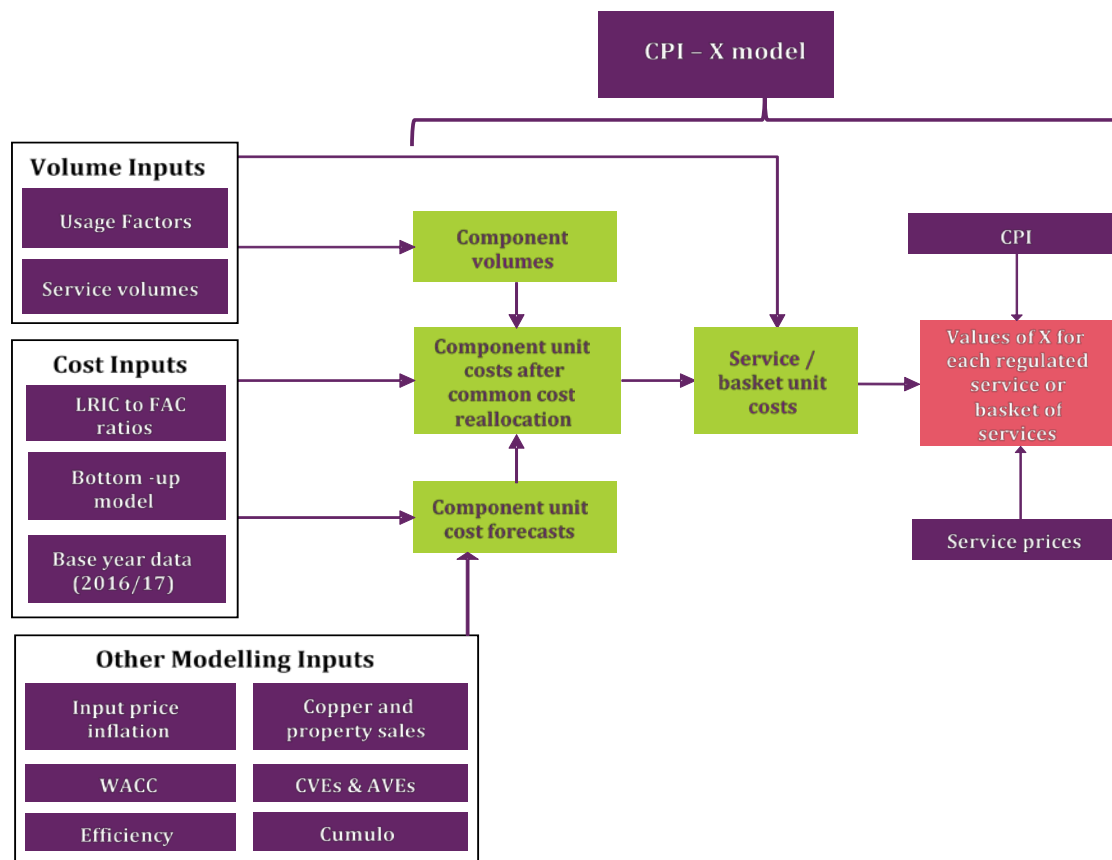 CPI – X model
Volume Inputs
Usage Factors
Service volumes
Component
volumes
CPI
Cost Inputs
LRIC to FAC
ratios
Bottom -up
model
Base year data
(2016/17)
Component unit
costs after
common cost
reallocation
Service /
basket unit
costs
Values of X for
each regulated
service or
basket of
services
Component unit
cost forecasts
Service prices
Other Modelling Inputs
Input price
inflation
Copper and
property sales
WACC
CVEs & AVEs
Efficiency
Cumulo